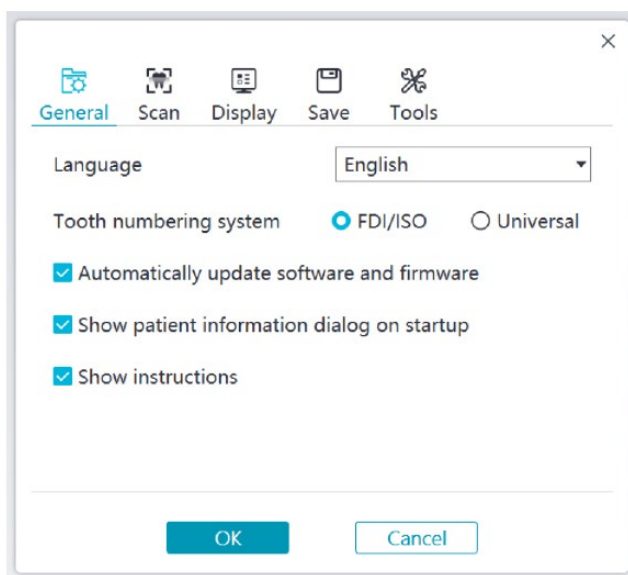 General Scan Display Save Tools
Language English
Tooth numbering system FDI/ISO Universal
Automatically update software and firmware
Show patient information dialog on startup
Show instructions
OK Cancel